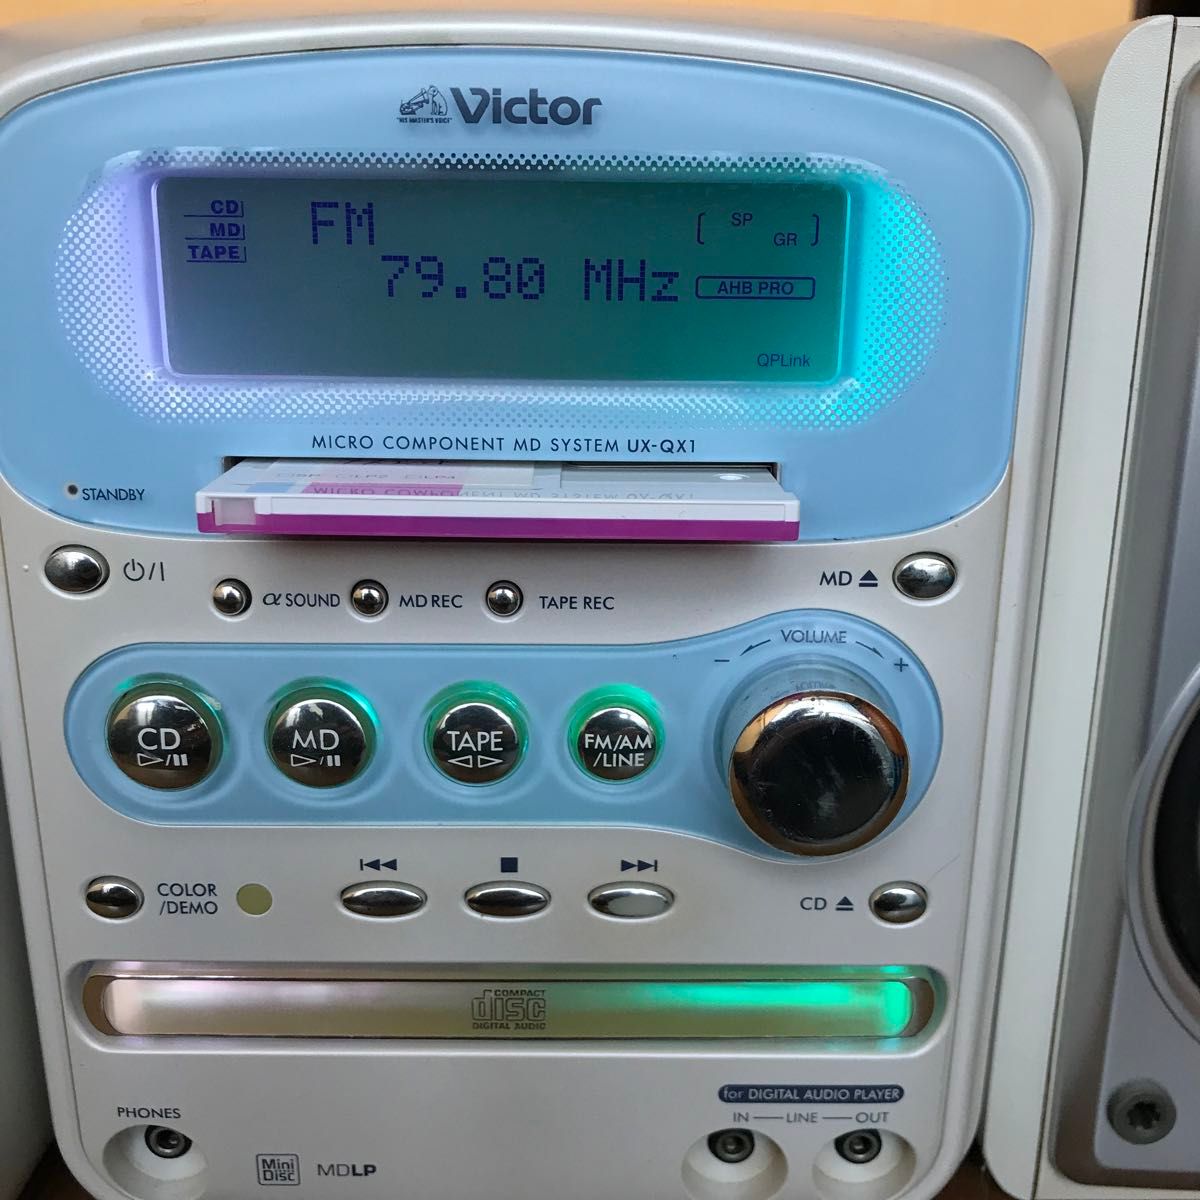 "HIS MASTER'S VOICE" Victor
CD
MD
TAPE
FM
79.80 MHz
SP
GR
AHB PRO
QPLink
MICRO COMPONENT MD SYSTEM UX-QX1
STANDBY
⏻/I
α SOUND
MD REC
TAPE REC
MD ⏏
VOLUME
− +
CD
▷/II
MD
▷/II
TAPE
◁ ▷
FM/AM
/LINE
COLOR
/DEMO
I◀◀ ■ ▶▶I
CD ⏏
COMPACT
disc
DIGITAL AUDIO
for DIGITAL AUDIO PLAYER
PHONES
IN — LINE — OUT
Mini
Disc
MDLP